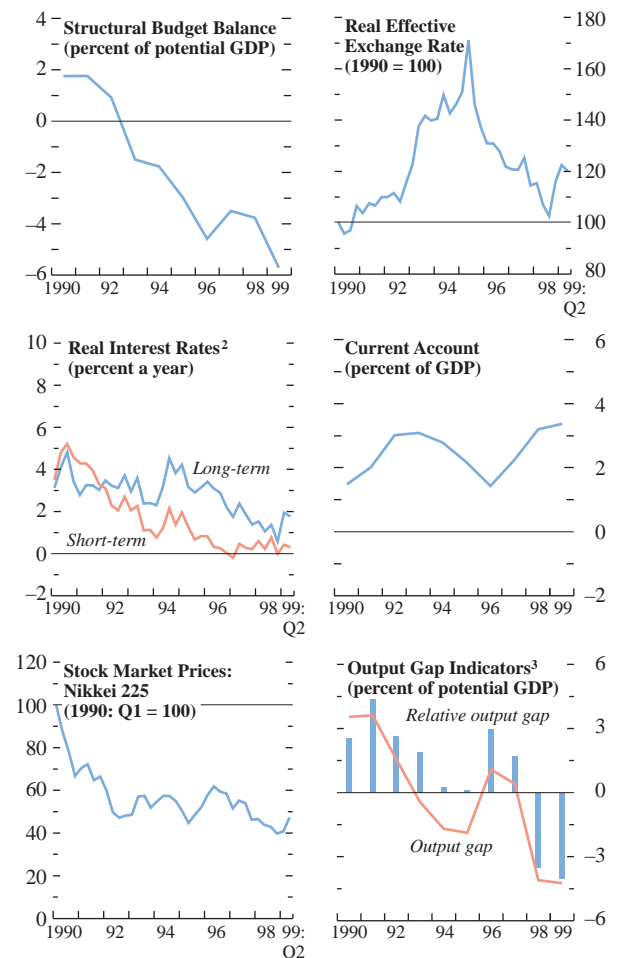 Structural Budget Balance
(percent of potential GDP)
4
2
0
−2
−4
−6
1990 92 94 96 98 99
Real Effective
Exchange Rate
(1990 = 100)
180
160
140
120
100
80
1990 92 94 96 98 99:
Q2
Real Interest Rates²
(percent a year)
10
8
6
4
2
0
−2
Long-term
Short-term
1990 92 94 96 98 99:
Q2
Current Account
(percent of GDP)
6
4
2
0
−2
1990 92 94 96 98 99
Stock Market Prices:
Nikkei 225
(1990: Q1 = 100)
120
100
80
60
40
20
0
1990 92 94 96 98 99:
Q2
Output Gap Indicators³
(percent of potential GDP)
Relative output gap
Output gap
6
3
0
−3
−6
1990 92 94 96 98 99